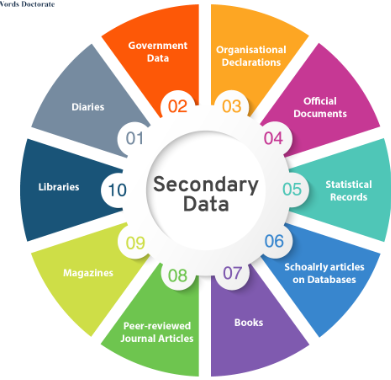 Words Doctorate
Secondary
Data
01
Diaries
02
Government
Data
03
Organisational
Declarations
04
Official
Documents
05
Statistical
Records
06
Schoalrly articles
on Databases
07
Books
08
Peer-reviewed
Journal Articles
09
Magazines
10
Libraries